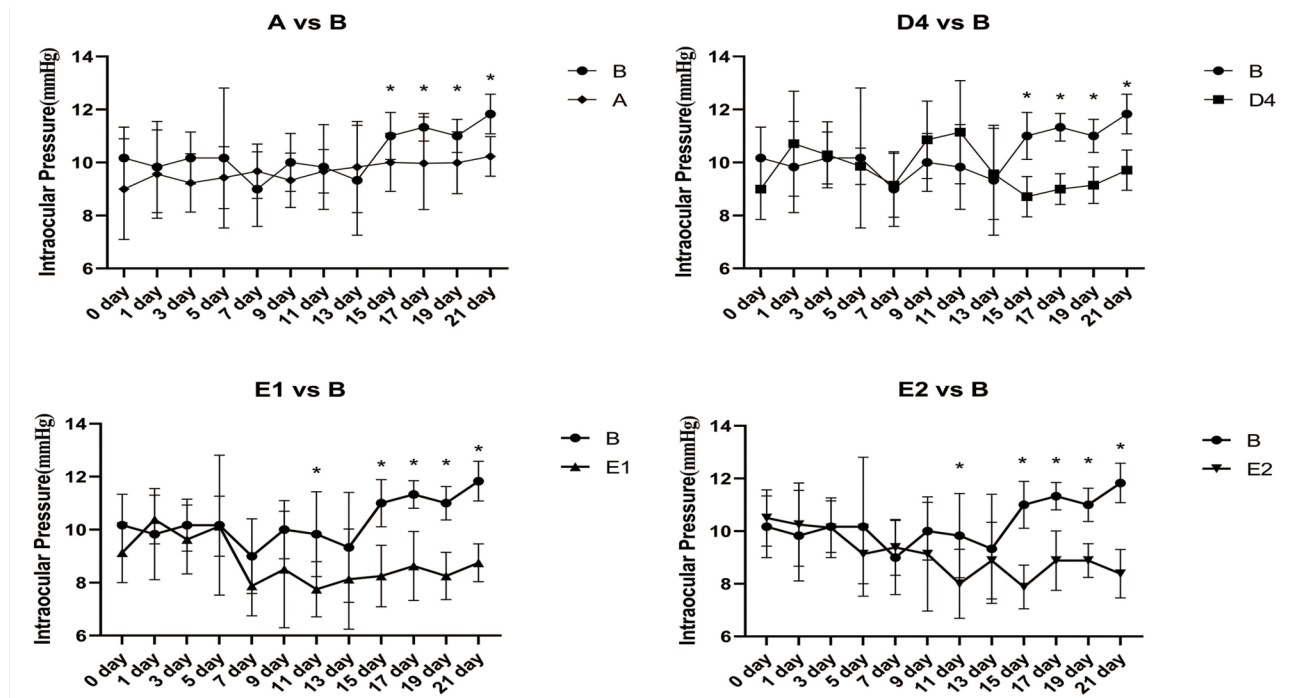 A vs B
Intraocular Pressure(mmHg)
14
12
10
8
6
* * * *
B
A
0 day
1 day
3 day
5 day
7 day
9 day
11 day
13 day
15 day
17 day
19 day
21 day
D4 vs B
Intraocular Pressure(mmHg)
14
12
10
8
6
* * * *
B
D4
0 day
1 day
3 day
5 day
7 day
9 day
11 day
13 day
15 day
17 day
19 day
21 day
E1 vs B
Intraocular Pressure(mmHg)
14
12
10
8
6
* * * * *
B
E1
0 day
1 day
3 day
5 day
7 day
9 day
11 day
13 day
15 day
17 day
19 day
21 day
E2 vs B
Intraocular Pressure(mmHg)
14
12
10
8
6
* * * * *
B
E2
0 day
1 day
3 day
5 day
7 day
9 day
11 day
13 day
15 day
17 day
19 day
21 day